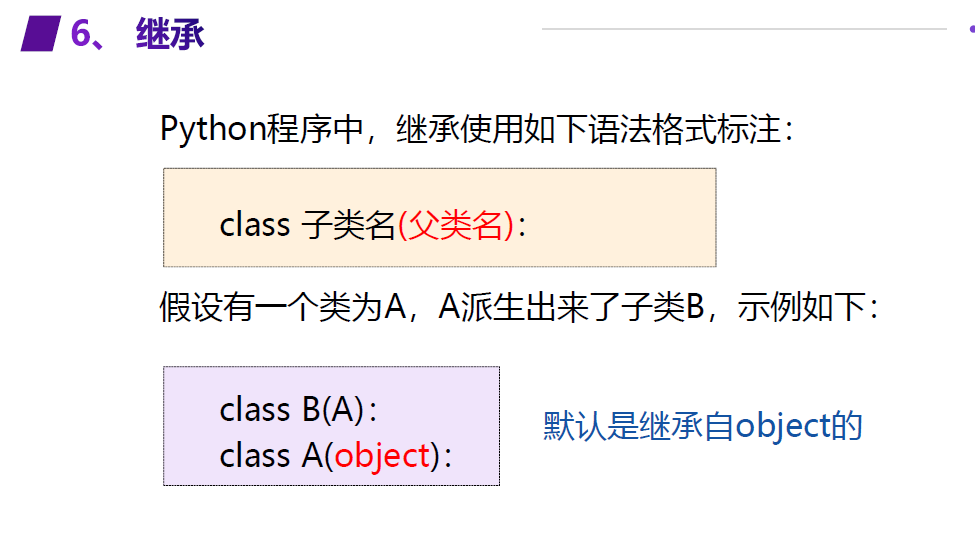 6、 继承
Python程序中，继承使用如下语法格式标注：
class 子类名(父类名)：
假设有一个类为A，A派生出来了子类B，示例如下：
class B(A)：
class A(object)：
默认是继承自object的